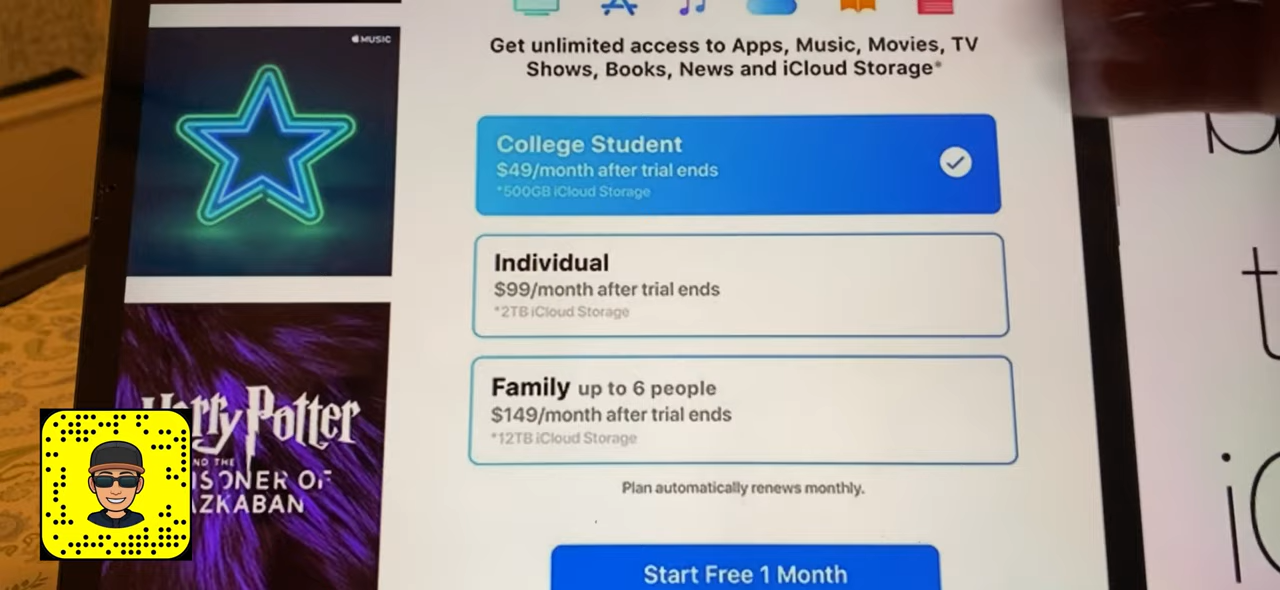 MUSIC
Get unlimited access to Apps, Music, Movies, TV
Shows, Books, News and iCloud Storage*
College Student
$49/month after trial ends
*500GB iCloud Storage
Individual
$99/month after trial ends
*2TB iCloud Storage
Family up to 6 people
$149/month after trial ends
*12TB iCloud Storage
Plan automatically renews monthly.
Start Free 1 Month
Harry Potter
AND THE
PRISONER OF
AZKABAN